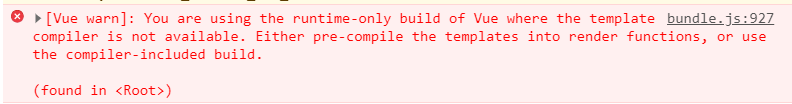 [Vue warn]: You are using the runtime-only build of Vue where the template bundle.js:927
compiler is not available. Either pre-compile the templates into render functions, or use
the compiler-included build.
(found in <Root>)